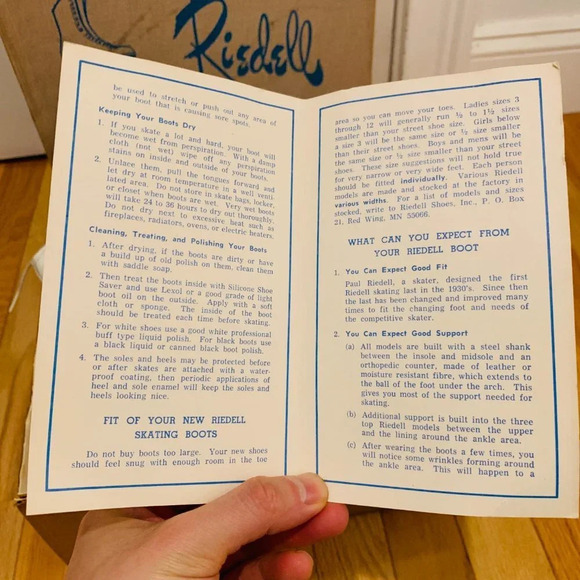 Riedell
be used to stretch or push out any area of
your boot that is causing sore spots.
Keeping Your Boots Dry
1. If you skate a lot and hard, your boot will
become wet from perspiration. With a damp
cloth (not wet) wipe off any perspiration
stains on inside and outside of your boots.
2. Unlace them, pull the tongues forward and
let dry at room temperature in a well venti
lated area. Do not store in skate bags, locker,
or closet when boots are wet. Very wet boots
will take 24 to 36 hours to dry out thoroughly.
Do not dry next to excessive heat such as
fireplaces, radiators, ovens, or electric heaters.
Cleaning, Treating, and Polishing Your Boots
1. After drying, if the boots are dirty or have
a build up of old polish on them, clean them
with saddle soap.
2. Then treat the boots inside with Silicone Shoe
Saver and use Lexol or a good grade of light
boot oil on the outside. Apply with a soft
cloth or sponge. The inside of the boot
should be treated each time before skating.
3. For white shoes use a good white professional
buff type liquid polish. For black boots use
a black liquid or canned black boot polish.
4. The soles and heels may be protected before
or after skates are attached with a water-
proof coating, then periodic applications of
heel and sole enamel will keep the soles and
heels looking nice.
FIT OF YOUR NEW RIEDELL
SKATING BOOTS
Do not buy boots too large. Your new shoes
should feel snug with enough room in the toe
area so you can move your toes. Ladies sizes 3
through 12 will generally run ½ to 1½ sizes
smaller than your street shoe size. Girls below
a size 3 will be the same size or ½ size smaller
than their street shoes. Boys and mens will be
the same size or ½ size smaller than your street
shoes. These size suggestions will not hold true
for very narrow or very wide feet. Each person
should be fitted individually. Various Riedell
models are made and stocked at the factory in
various widths. For a list of models and sizes
stocked, write to Riedell Shoes, Inc., P. O. Box
21, Red Wing, MN 55066.
WHAT CAN YOU EXPECT FROM
YOUR RIEDELL BOOT
1. You Can Expect Good Fit
Paul Riedell, a skater, designed the first
Riedell skating last in the 1930's. Since then
the last has been changed and improved many
times to fit the changing foot and needs of
the competitive skater.
2. You Can Expect Good Support
(a) All models are built with a steel shank
between the insole and midsole and an
orthopedic counter, made of leather or
moisture resistant fibre, which extends to
the ball of the foot under the arch. This
gives you most of the support needed for
skating.
(b) Additional support is built into the three
top Riedell models between the upper
and the lining around the ankle area.
(c) After wearing the boots a few times, you
will notice some wrinkles forming around
the ankle area. This will happen to a